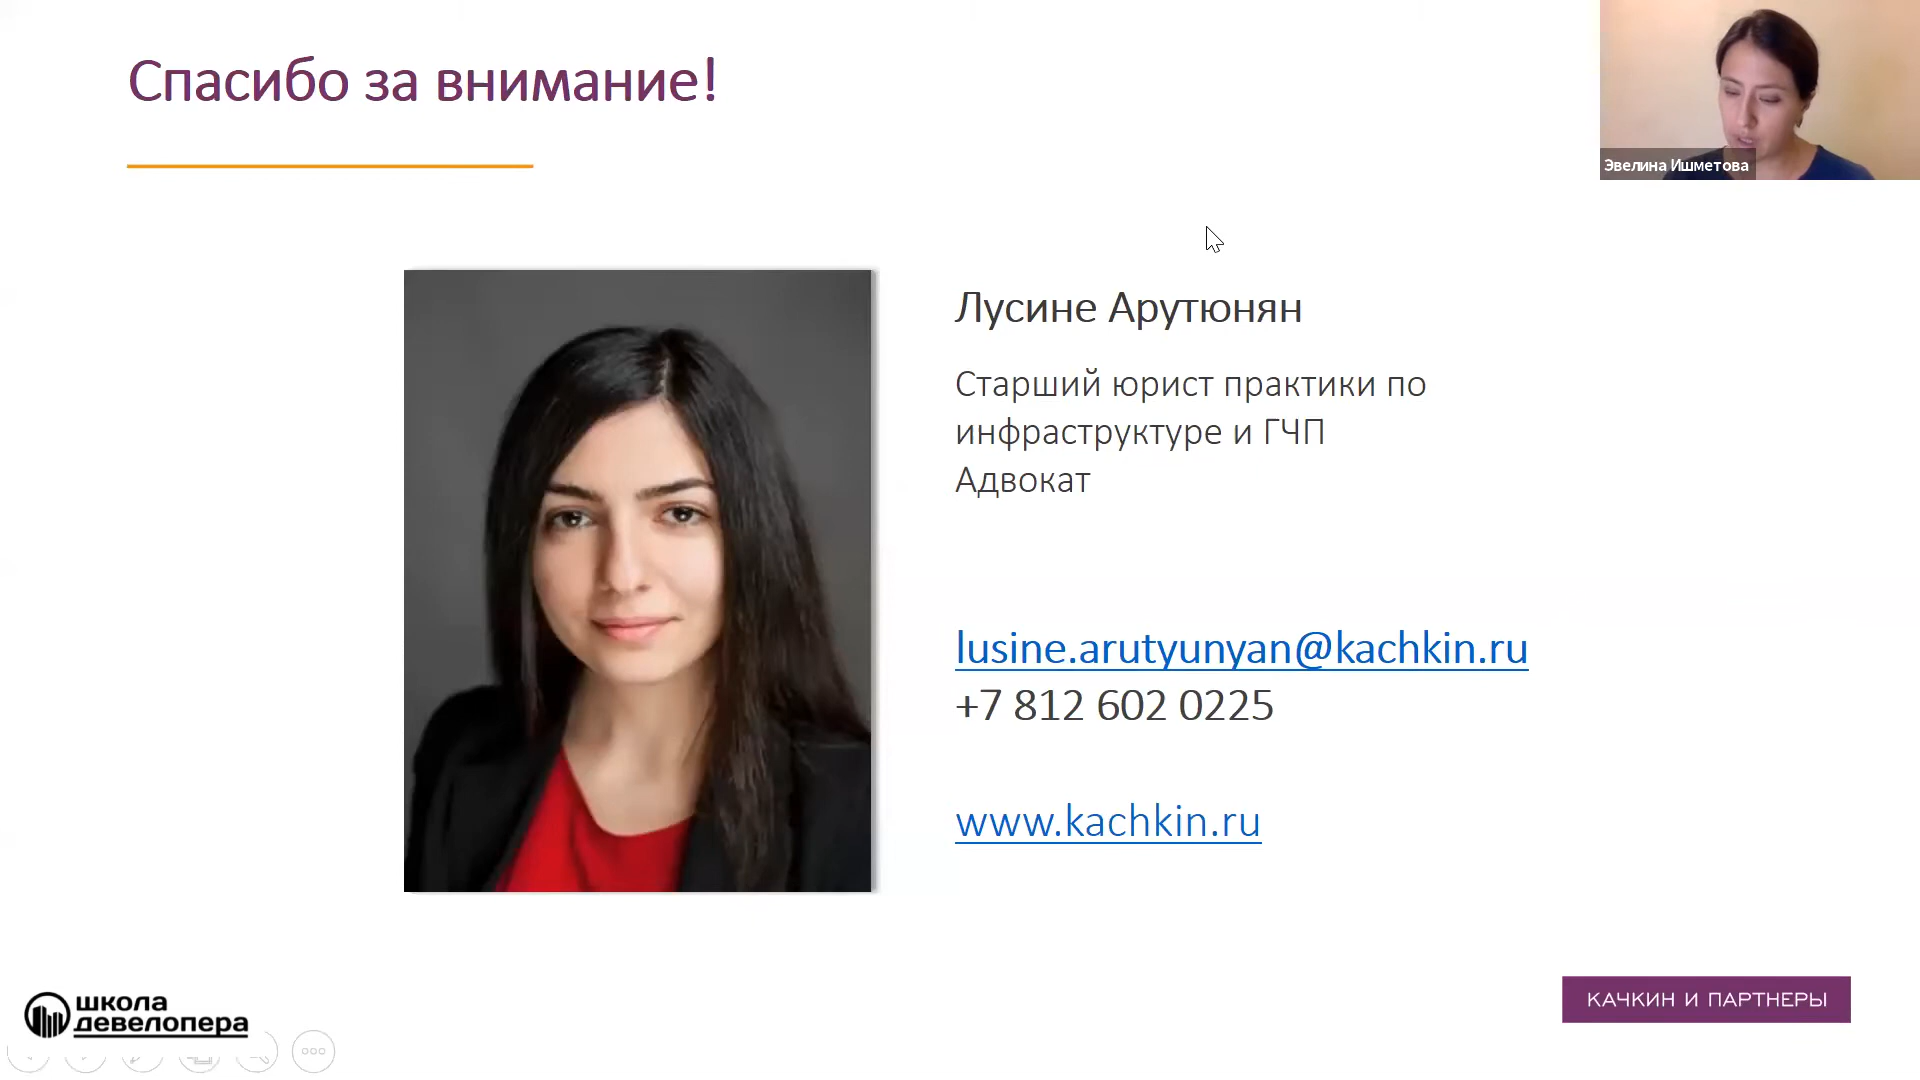 Спасибо за внимание!
Эвелина Ишметова
Лусине Арутюнян
Старший юрист практики по
инфраструктуре и ГЧП
Адвокат
lusine.arutyunyan@kachkin.ru
+7 812 602 0225
www.kachkin.ru
школа
девелопера
КАЧКИН И ПАРТНЕРЫ